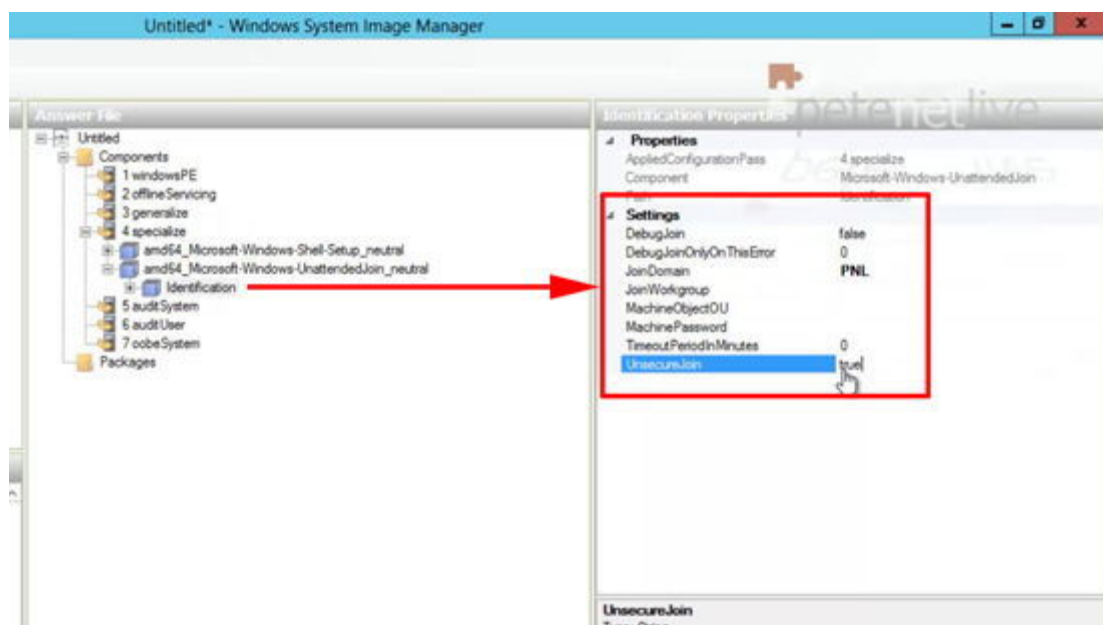 Untitled* - Windows System Image Manager
petenetlive
Answer File
Identification Properties
Untitled
Components
1 windowsPE
2 offlineServicing
3 generalize
4 specialize
amd64_Microsoft-Windows-Shell-Setup_neutral
amd64_Microsoft-Windows-UnattendedJoin_neutral
Identification
5 auditSystem
6 auditUser
7 oobeSystem
Packages
Properties
AppliedConfigurationPass 4 specialize
Component Microsoft-Windows-UnattendedJoin
Path Identification
Settings
DebugJoin false
DebugJoinOnlyOnThisError 0
JoinDomain PNL
JoinWorkgroup
MachineObjectOU
MachinePassword
TimeoutPeriodInMinutes 0
UnsecureJoin true
UnsecureJoin